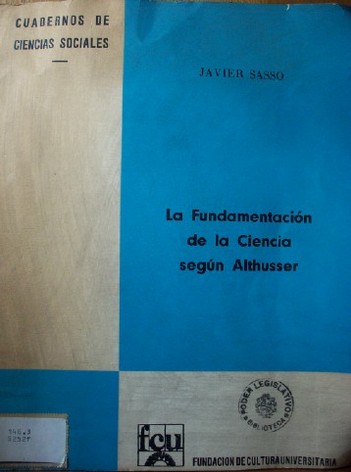 CUADERNOS DE
CIENCIAS SOCIALES
JAVIER SASSO
La Fundamentación
de la Ciencia
según Althusser
PODER LEGISLATIVO
BIBLIOTECA
fcu
FUNDACION DE CULTURA UNIVERSITARIA